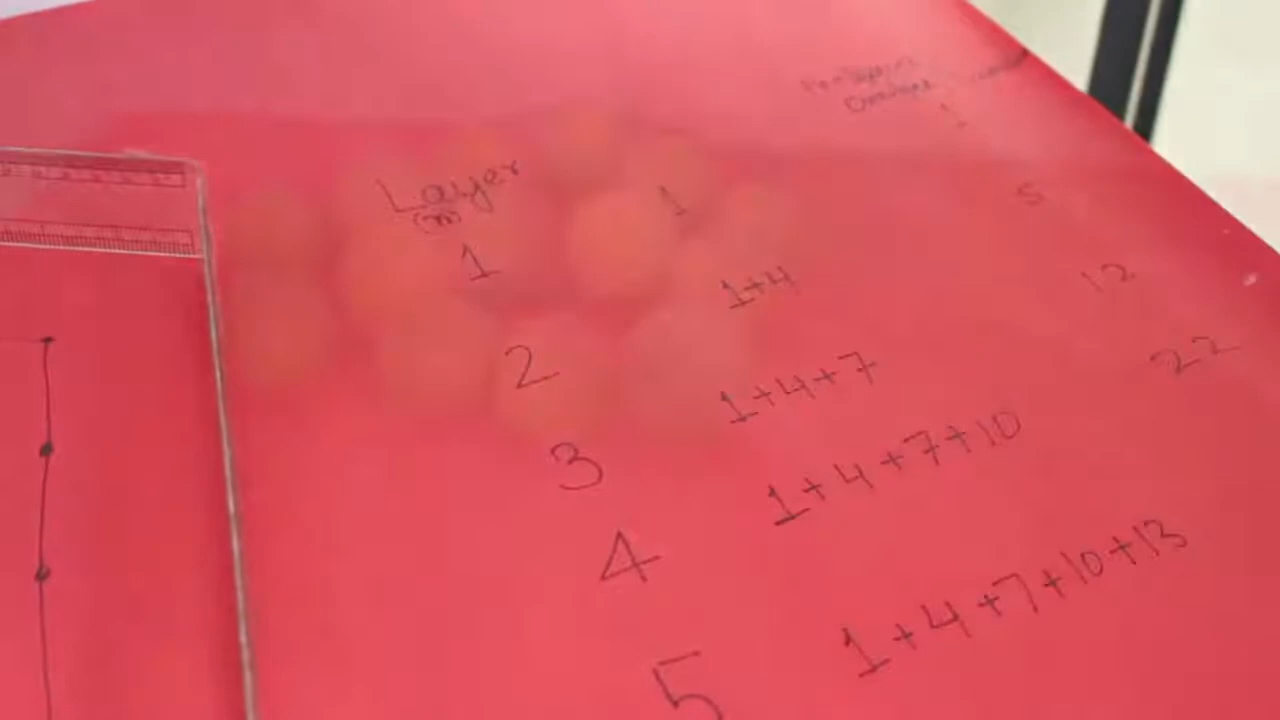 Layer
(n)
1 1 5
2 1+4 12
3 1+4+7 22
4 1+4+7+10
5 1+4+7+10+13